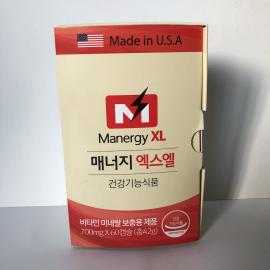 Made in U.S.A
M
Manergy XL
매너지 엑스엘
건강기능식품
비타민 미네랄 보충용 제품
700mg X 60캡슐 (총42g)